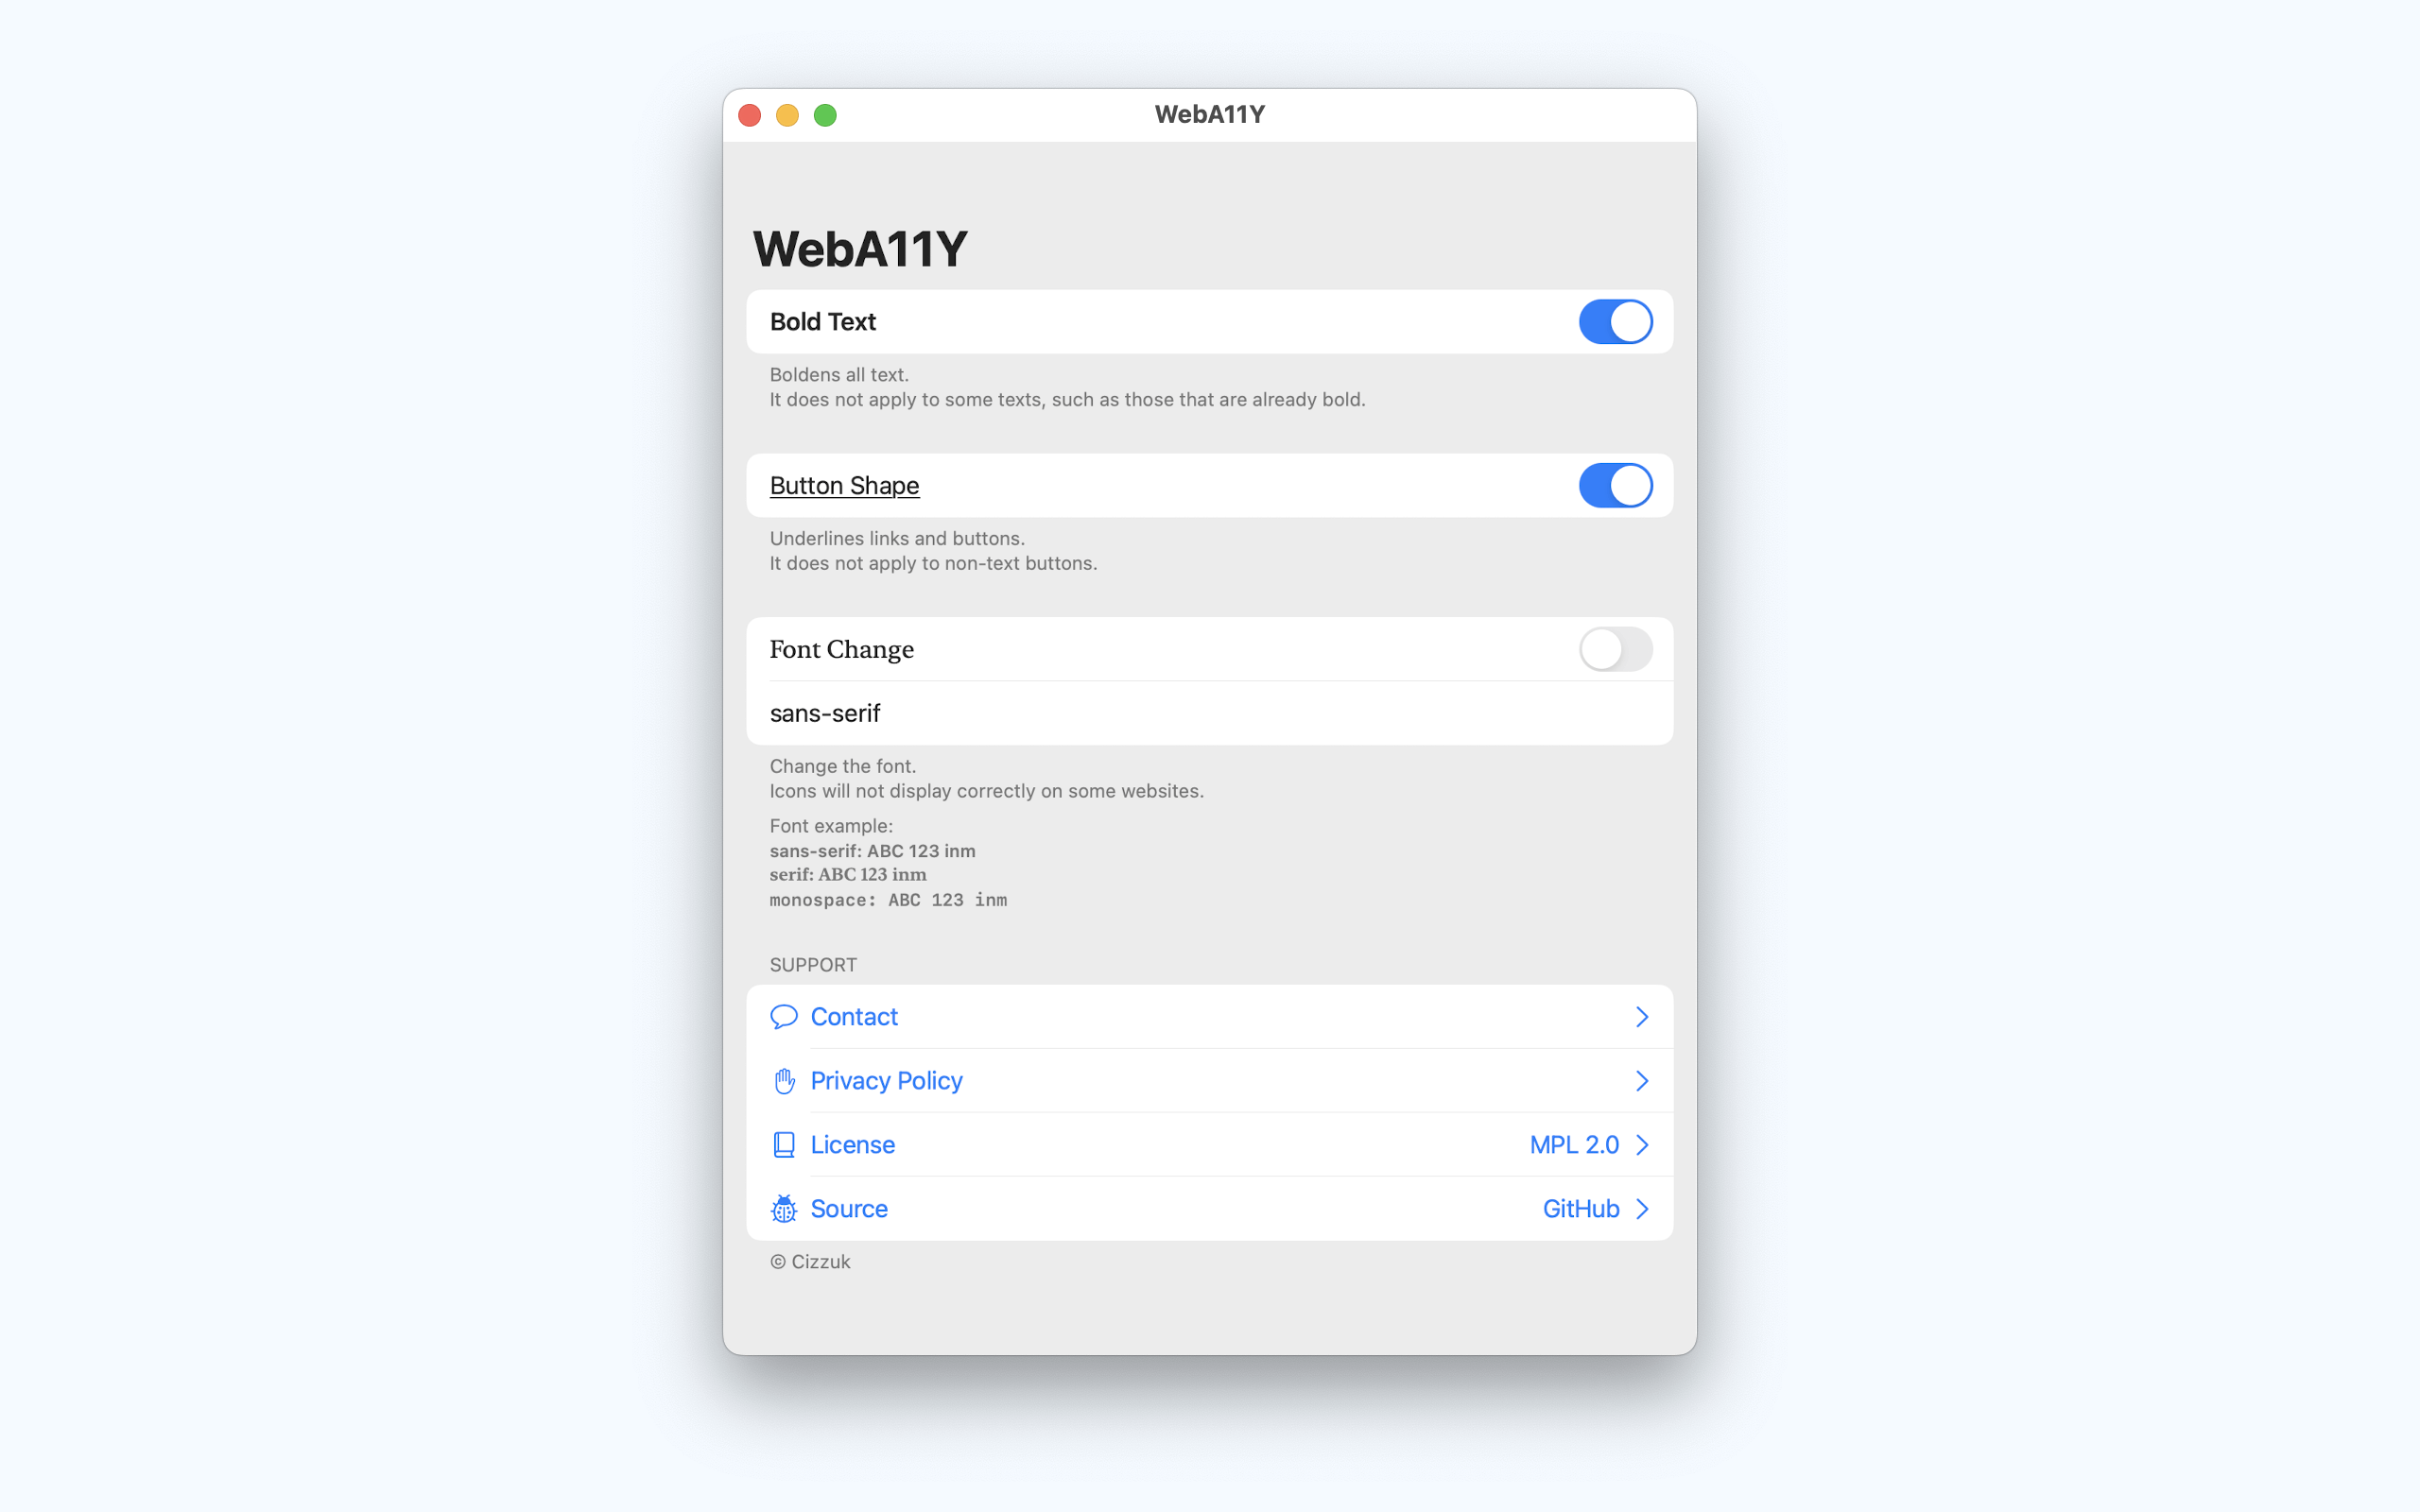 WebA11Y
WebA11Y
Bold Text
Boldens all text.
It does not apply to some texts, such as those that are already bold.
Button Shape
Underlines links and buttons.
It does not apply to non-text buttons.
Font Change
sans-serif
Change the font.
Icons will not display correctly on some websites.
Font example:
sans-serif: ABC 123 inm
serif: ABC 123 inm
monospace: ABC 123 inm
SUPPORT
Contact
Privacy Policy
License MPL 2.0
Source GitHub
© Cizzuk